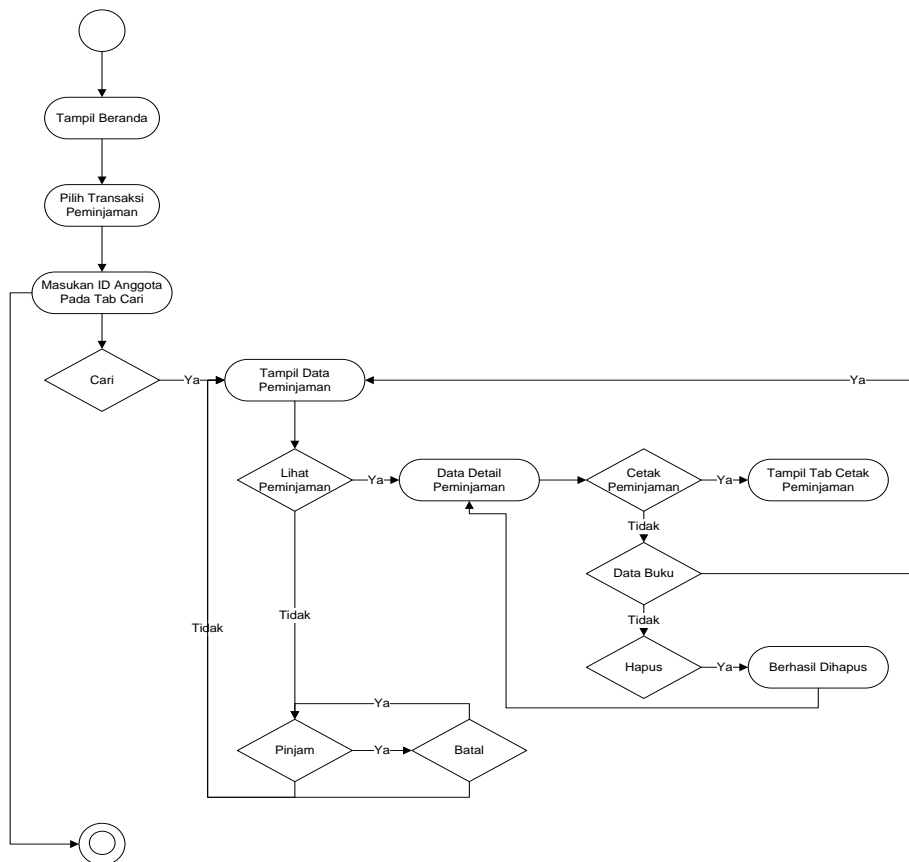 Tampil Beranda
Pilih Transaksi
Peminjaman
Masukan ID Anggota
Pada Tab Cari
Cari
Ya
Tampil Data
Peminjaman
Ya
Lihat
Peminjaman
Ya
Data Detail
Peminjaman
Cetak
Peminjaman
Ya
Tampil Tab Cetak
Peminjaman
Tidak
Data Buku
Tidak
Tidak
Tidak
Hapus
Ya
Berhasil Dihapus
Ya
Pinjam
Ya
Batal